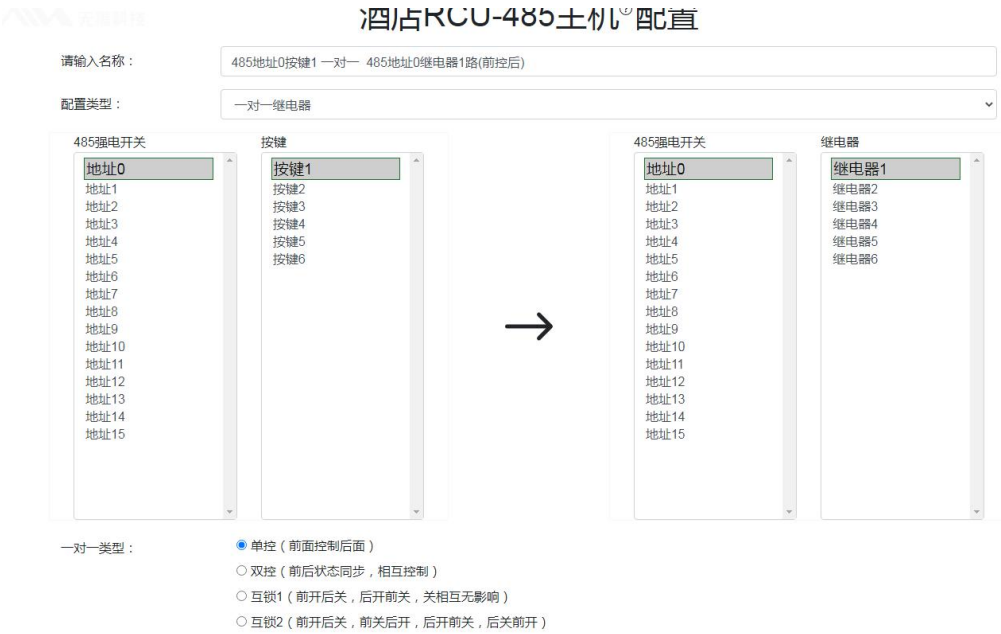 酒店RCU-485主机?配置
请输入名称：
485地址0按键1 一对一 485地址0继电器1路(前控后)
配置类型：
一对一继电器
485强电开关
地址0
地址1
地址2
地址3
地址4
地址5
地址6
地址7
地址8
地址9
地址10
地址11
地址12
地址13
地址14
地址15
按键
按键1
按键2
按键3
按键4
按键5
按键6
485强电开关
地址0
地址1
地址2
地址3
地址4
地址5
地址6
地址7
地址8
地址9
地址10
地址11
地址12
地址13
地址14
地址15
继电器
继电器1
继电器2
继电器3
继电器4
继电器5
继电器6
一对一类型：
单控（前面控制后面）
双控（前后状态同步，相互控制）
互锁1（前开后关，后开前关，关相互无影响）
互锁2（前开后关，前关后开，后开前关，后关前开）